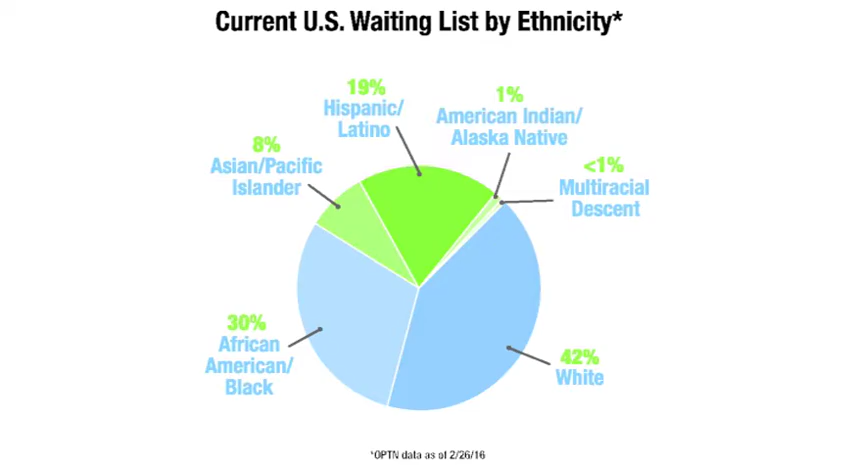 Current U.S. Waiting List by Ethnicity*
19%
Hispanic/
Latino
1%
American Indian/
Alaska Native
8%
Asian/Pacific
Islander
<1%
Multiracial
Descent
30%
African
American/
Black
42%
White
*OPTN data as of 2/26/16